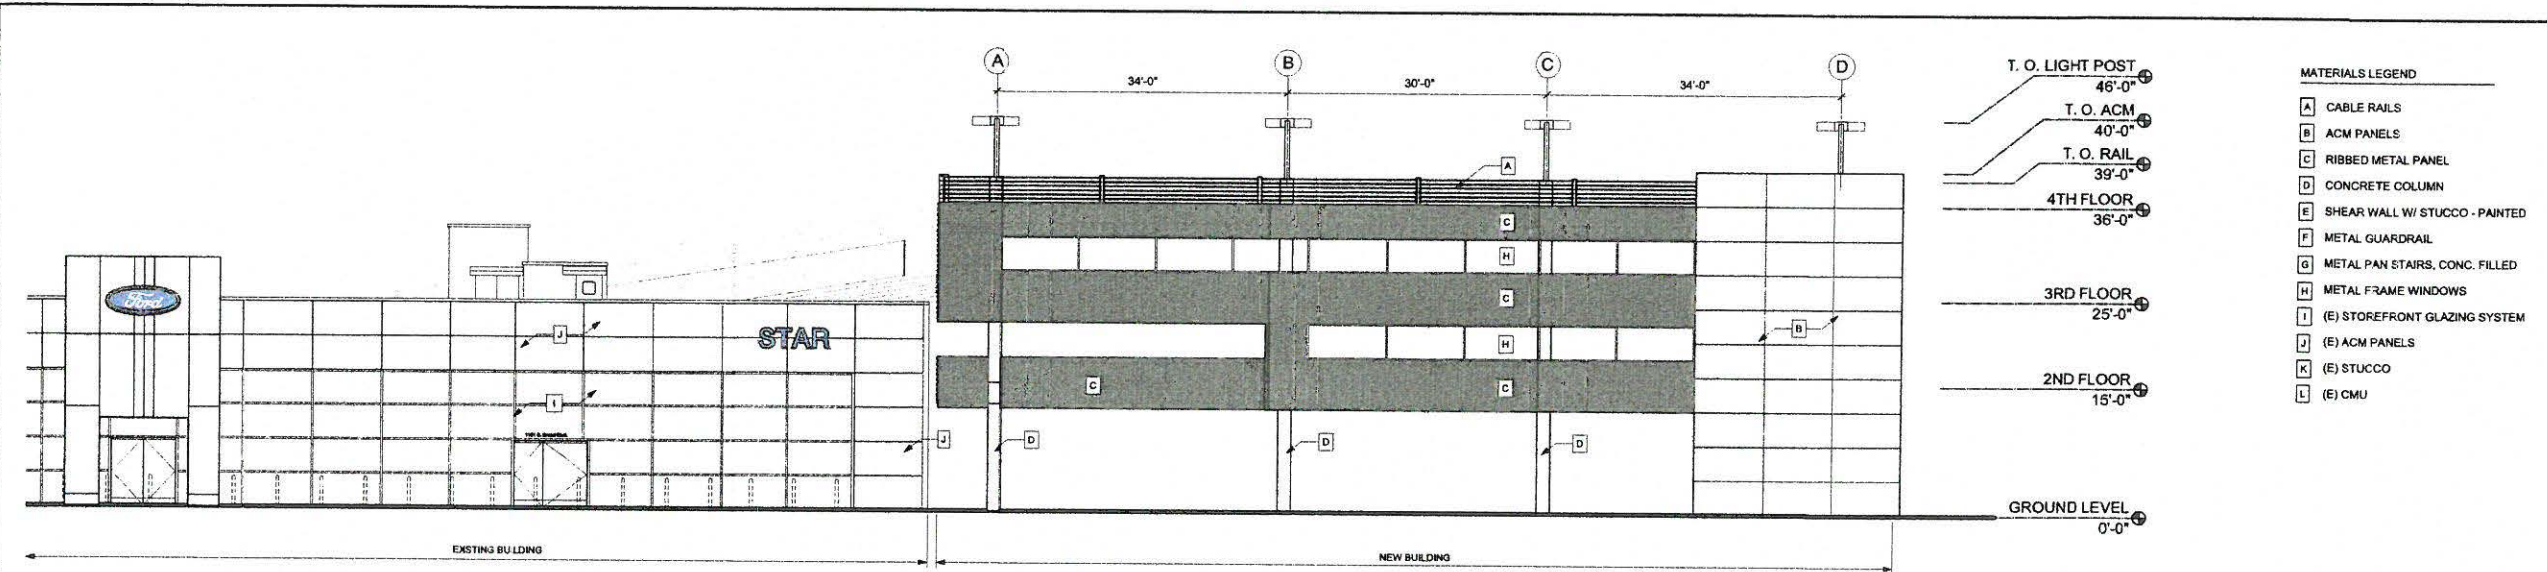 A
B
C
D
34'-0"
30'-0"
34'-0"
T. O. LIGHT POST
46'-0"
T. O. ACM
40'-0"
T. O. RAIL
39'-0"
4TH FLOOR
36'-0"
3RD FLOOR
25'-0"
2ND FLOOR
15'-0"
GROUND LEVEL
0'-0"
MATERIALS LEGEND
A CABLE RAILS
B ACM PANELS
C RIBBED METAL PANEL
D CONCRETE COLUMN
E SHEAR WALL W/ STUCCO - PAINTED
F METAL GUARDRAIL
G METAL PAN STAIRS, CONC. FILLED
H METAL FRAME WINDOWS
I (E) STOREFRONT GLAZING SYSTEM
J (E) ACM PANELS
K (E) STUCCO
L (E) CMU
A
C
H
C
H
C
C
B
Ford
STAR
J
I
J
D
D
D
EXISTING BUILDING
NEW BUILDING